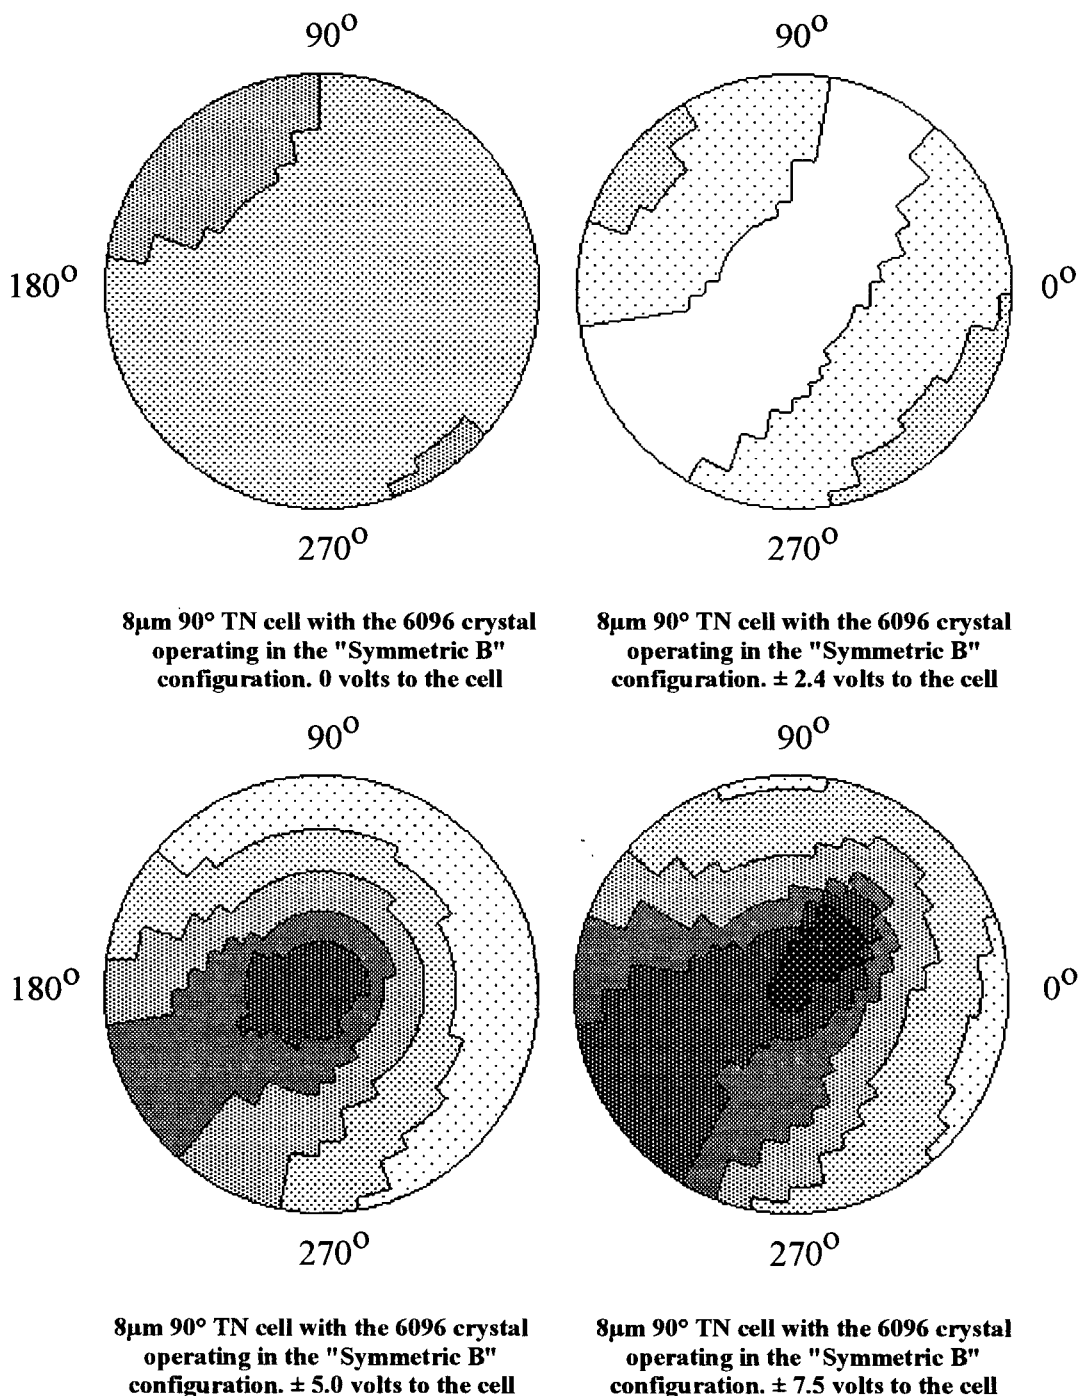 90°
90°
180°
0°
270°
270°
8µm 90° TN cell with the 6096 crystal
operating in the "Symmetric B"
configuration. 0 volts to the cell
8µm 90° TN cell with the 6096 crystal
operating in the "Symmetric B"
configuration. ± 2.4 volts to the cell
90°
90°
180°
0°
270°
270°
8µm 90° TN cell with the 6096 crystal
operating in the "Symmetric B"
configuration. ± 5.0 volts to the cell
8µm 90° TN cell with the 6096 crystal
operating in the "Symmetric B"
configuration. ± 7.5 volts to the cell